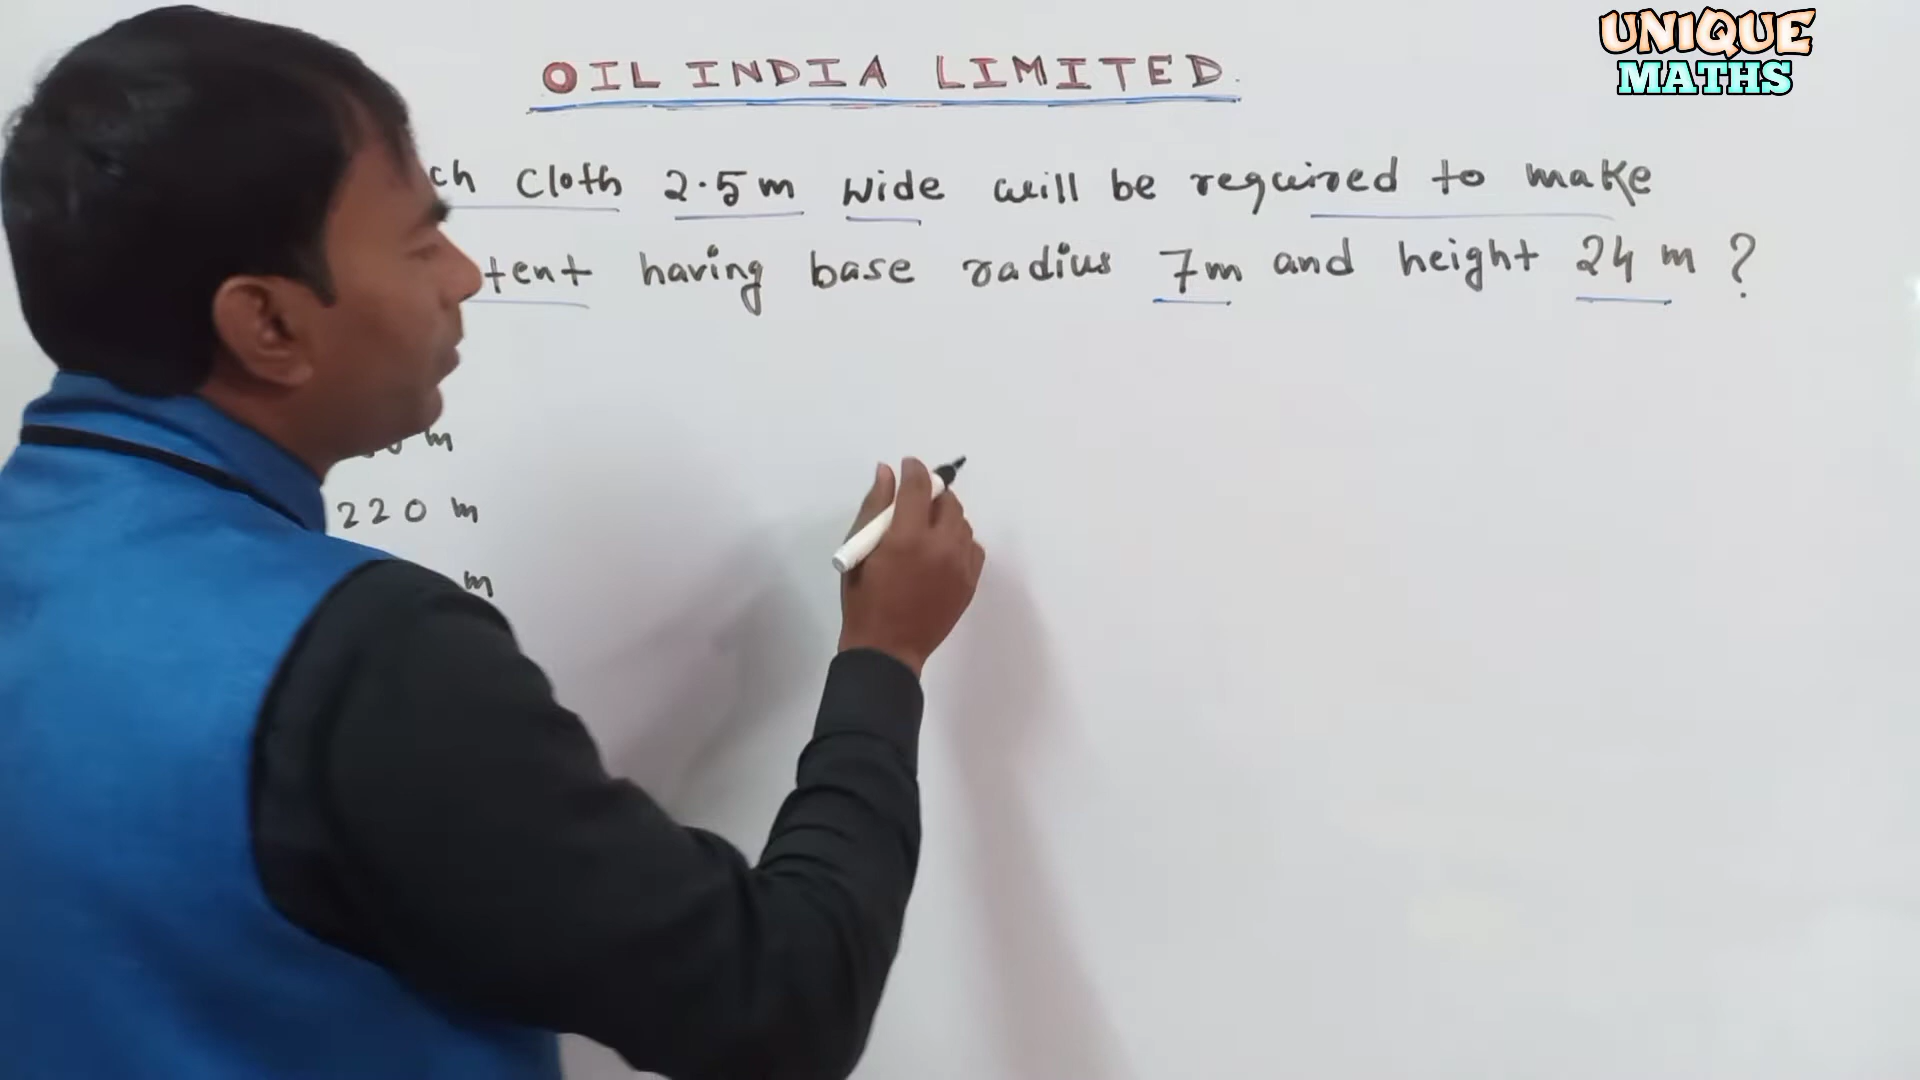 UNIQUE
MATHS
OIL INDIA LIMITED.
ch cloth 2.5m wide will be required to make
tent having base radius 7m and height 24 m ?
m
220 m
m